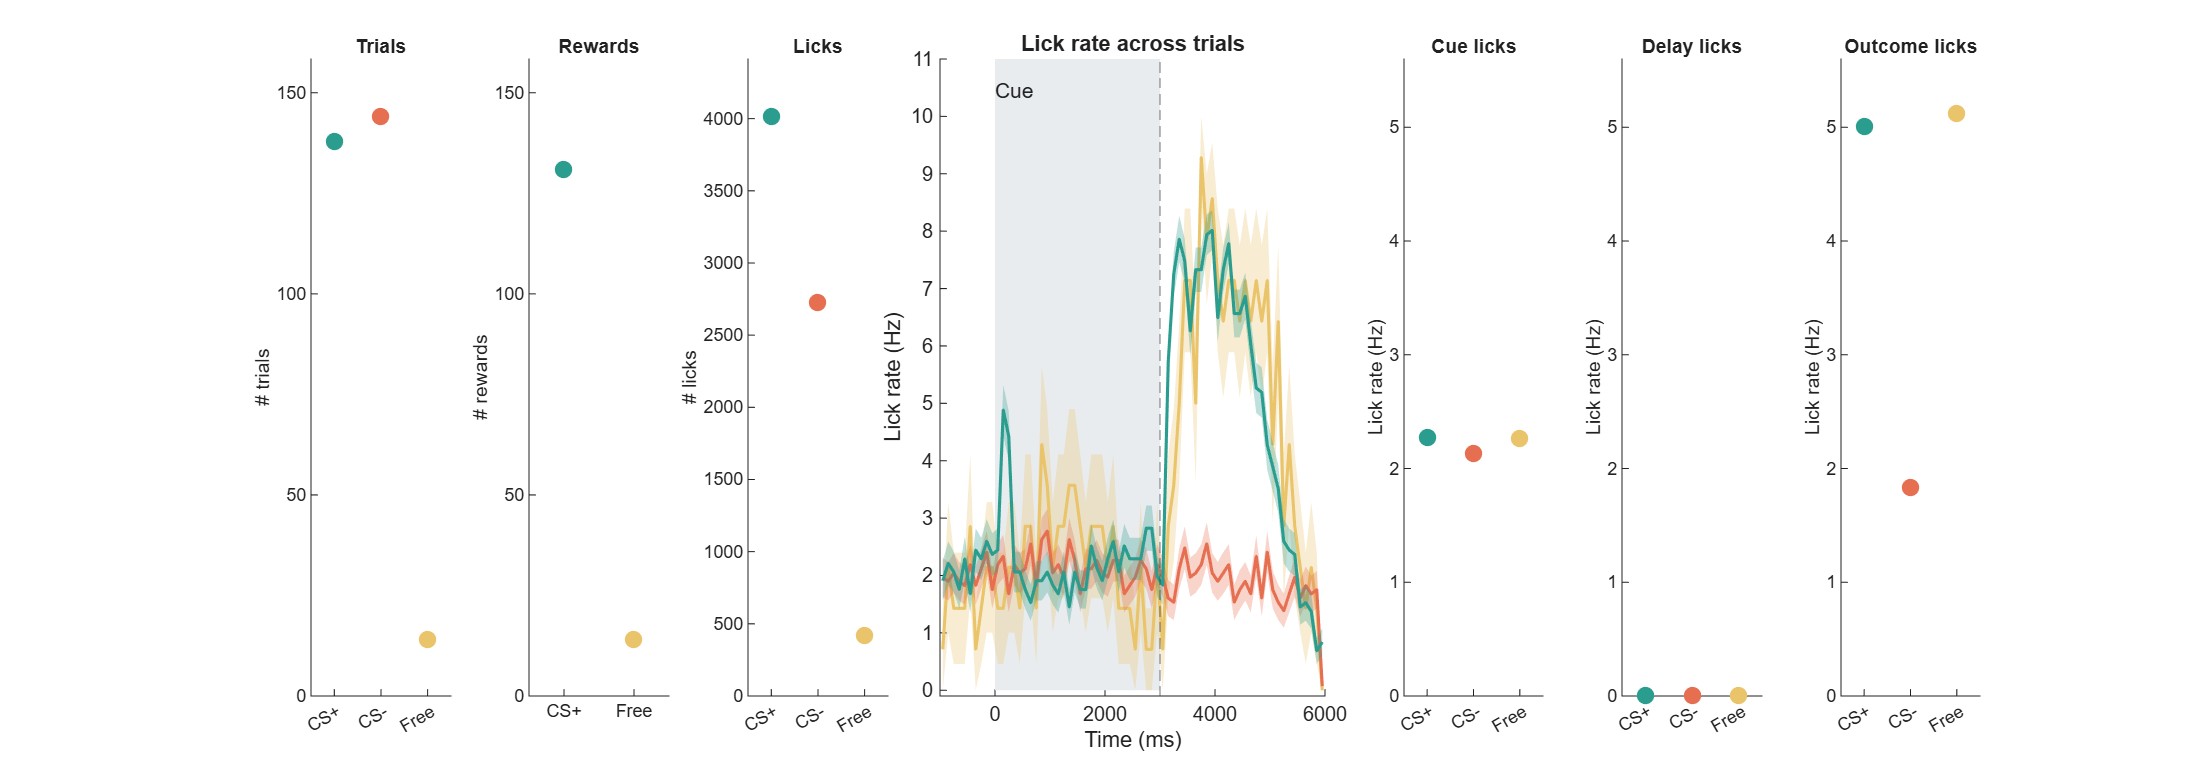 Trials
150
100
50
0
# trials
CS+
CS-
Free
Rewards
150
100
50
0
# rewards
CS+
Free
Licks
4000
3500
3000
2500
2000
1500
1000
500
0
# licks
CS+
CS-
Free
Lick rate across trials
11
10
9
8
7
6
5
4
3
2
1
0
Lick rate (Hz)
Cue
0
2000
4000
6000
Time (ms)
Cue licks
5
4
3
2
1
0
Lick rate (Hz)
CS+
CS-
Free
Delay licks
5
4
3
2
1
0
Lick rate (Hz)
CS+
CS-
Free
Outcome licks
5
4
3
2
1
0
Lick rate (Hz)
CS+
CS-
Free